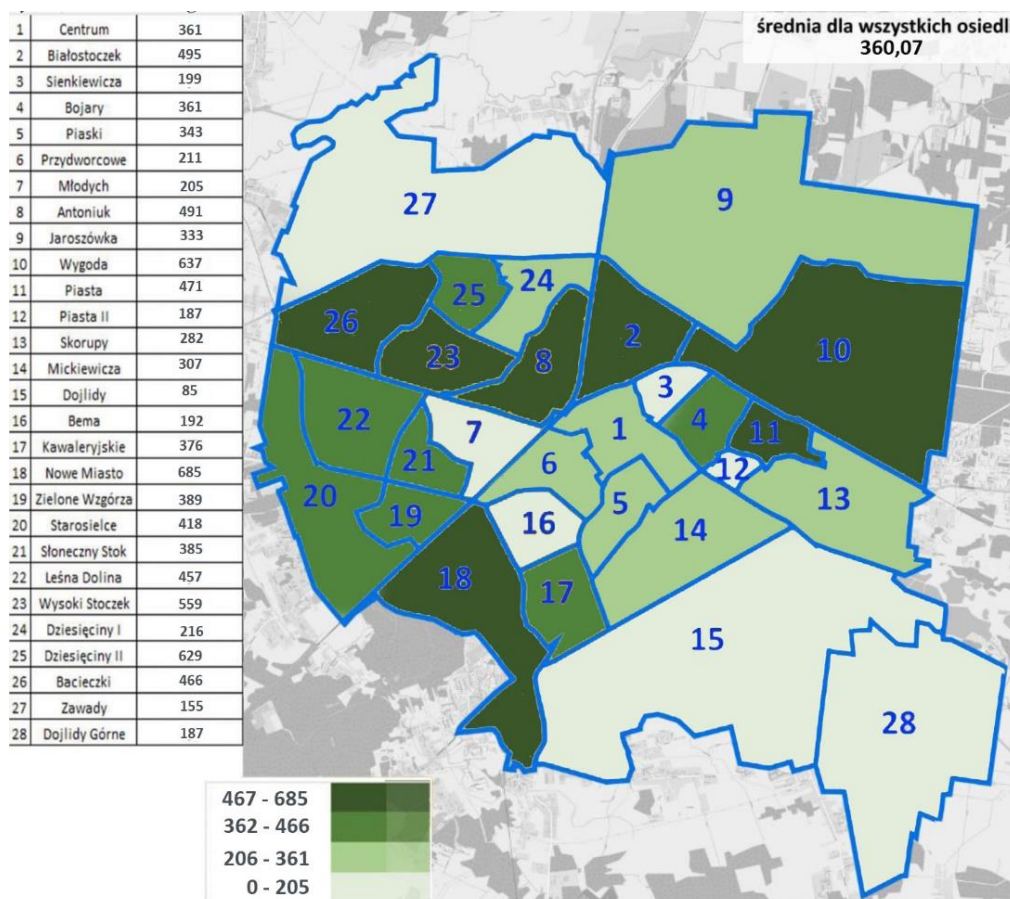 1 Centrum 361
2 Białostoczek 495
3 Sienkiewicza 199
4 Bojary 361
5 Piaski 343
6 Przydworcowe 211
7 Młodych 205
8 Antoniuk 491
9 Jaroszówka 333
10 Wygoda 637
11 Piasta 471
12 Piasta II 187
13 Skorupy 282
14 Mickiewicza 307
15 Dojlidy 85
16 Bema 192
17 Kawaleryjskie 376
18 Nowe Miasto 685
19 Zielone Wzgórza 389
20 Starosielce 418
21 Słoneczny Stok 385
22 Leśna Dolina 457
23 Wysoki Stoczek 559
24 Dziesięciny I 216
25 Dziesięciny II 629
26 Bacieczki 466
27 Zawady 155
28 Dojlidy Górne 187
średnia dla wszystkich osiedl
360,07
27
9
24
25
26
2
23
8
10
3
22
7
1
4
11
21
6
12
20
19
5
13
16
14
18
17
15
28
467 - 685
362 - 466
206 - 361
0 - 205